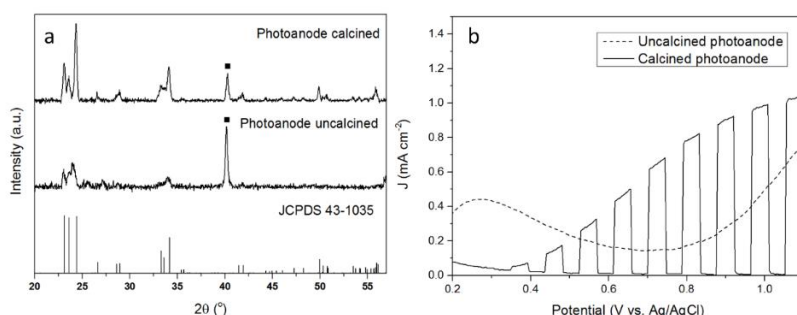 a
Photoanode calcined
Photoanode uncalcined
JCPDS 43-1035
Intensity (a.u.)
20 25 30 35 40 45 50 55
2θ (°)
b
Uncalcined photoanode
Calcined photoanode
1.4
1.2
1.0
0.8
0.6
0.4
0.2
0.0
J (mA cm-2)
0.2 0.4 0.6 0.8 1.0
Potential (V vs. Ag/AgCl)